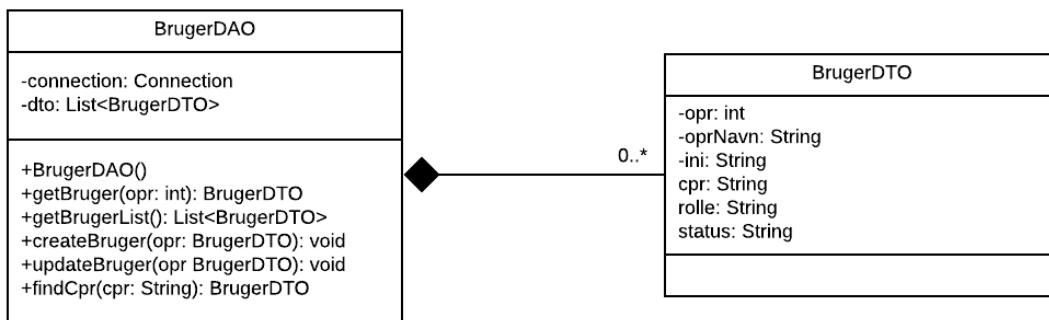 BrugerDAO
-connection: Connection
-dto: List<BrugerDTO>
+BrugerDAO()
+getBruger(opr: int): BrugerDTO
+getBrugerList(): List<BrugerDTO>
+createBruger(opr: BrugerDTO): void
+updateBruger(opr BrugerDTO): void
+findCpr(cpr: String): BrugerDTO
0..*
BrugerDTO
-opr: int
-oprNavn: String
-ini: String
cpr: String
rolle: String
status: String